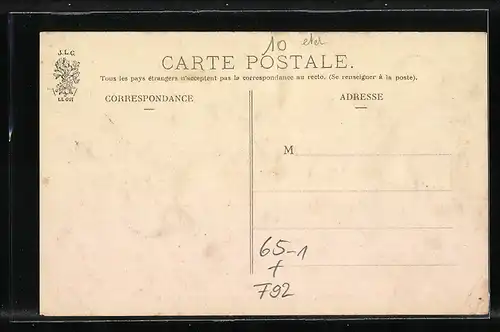 J.L.C.
10
CARTE POSTALE.
Tous les pays étrangers n'acceptent pas la correspondance au recto. (Se renseigner à la poste).
CORRESPONDANCE
ADRESSE
M
65-1
792